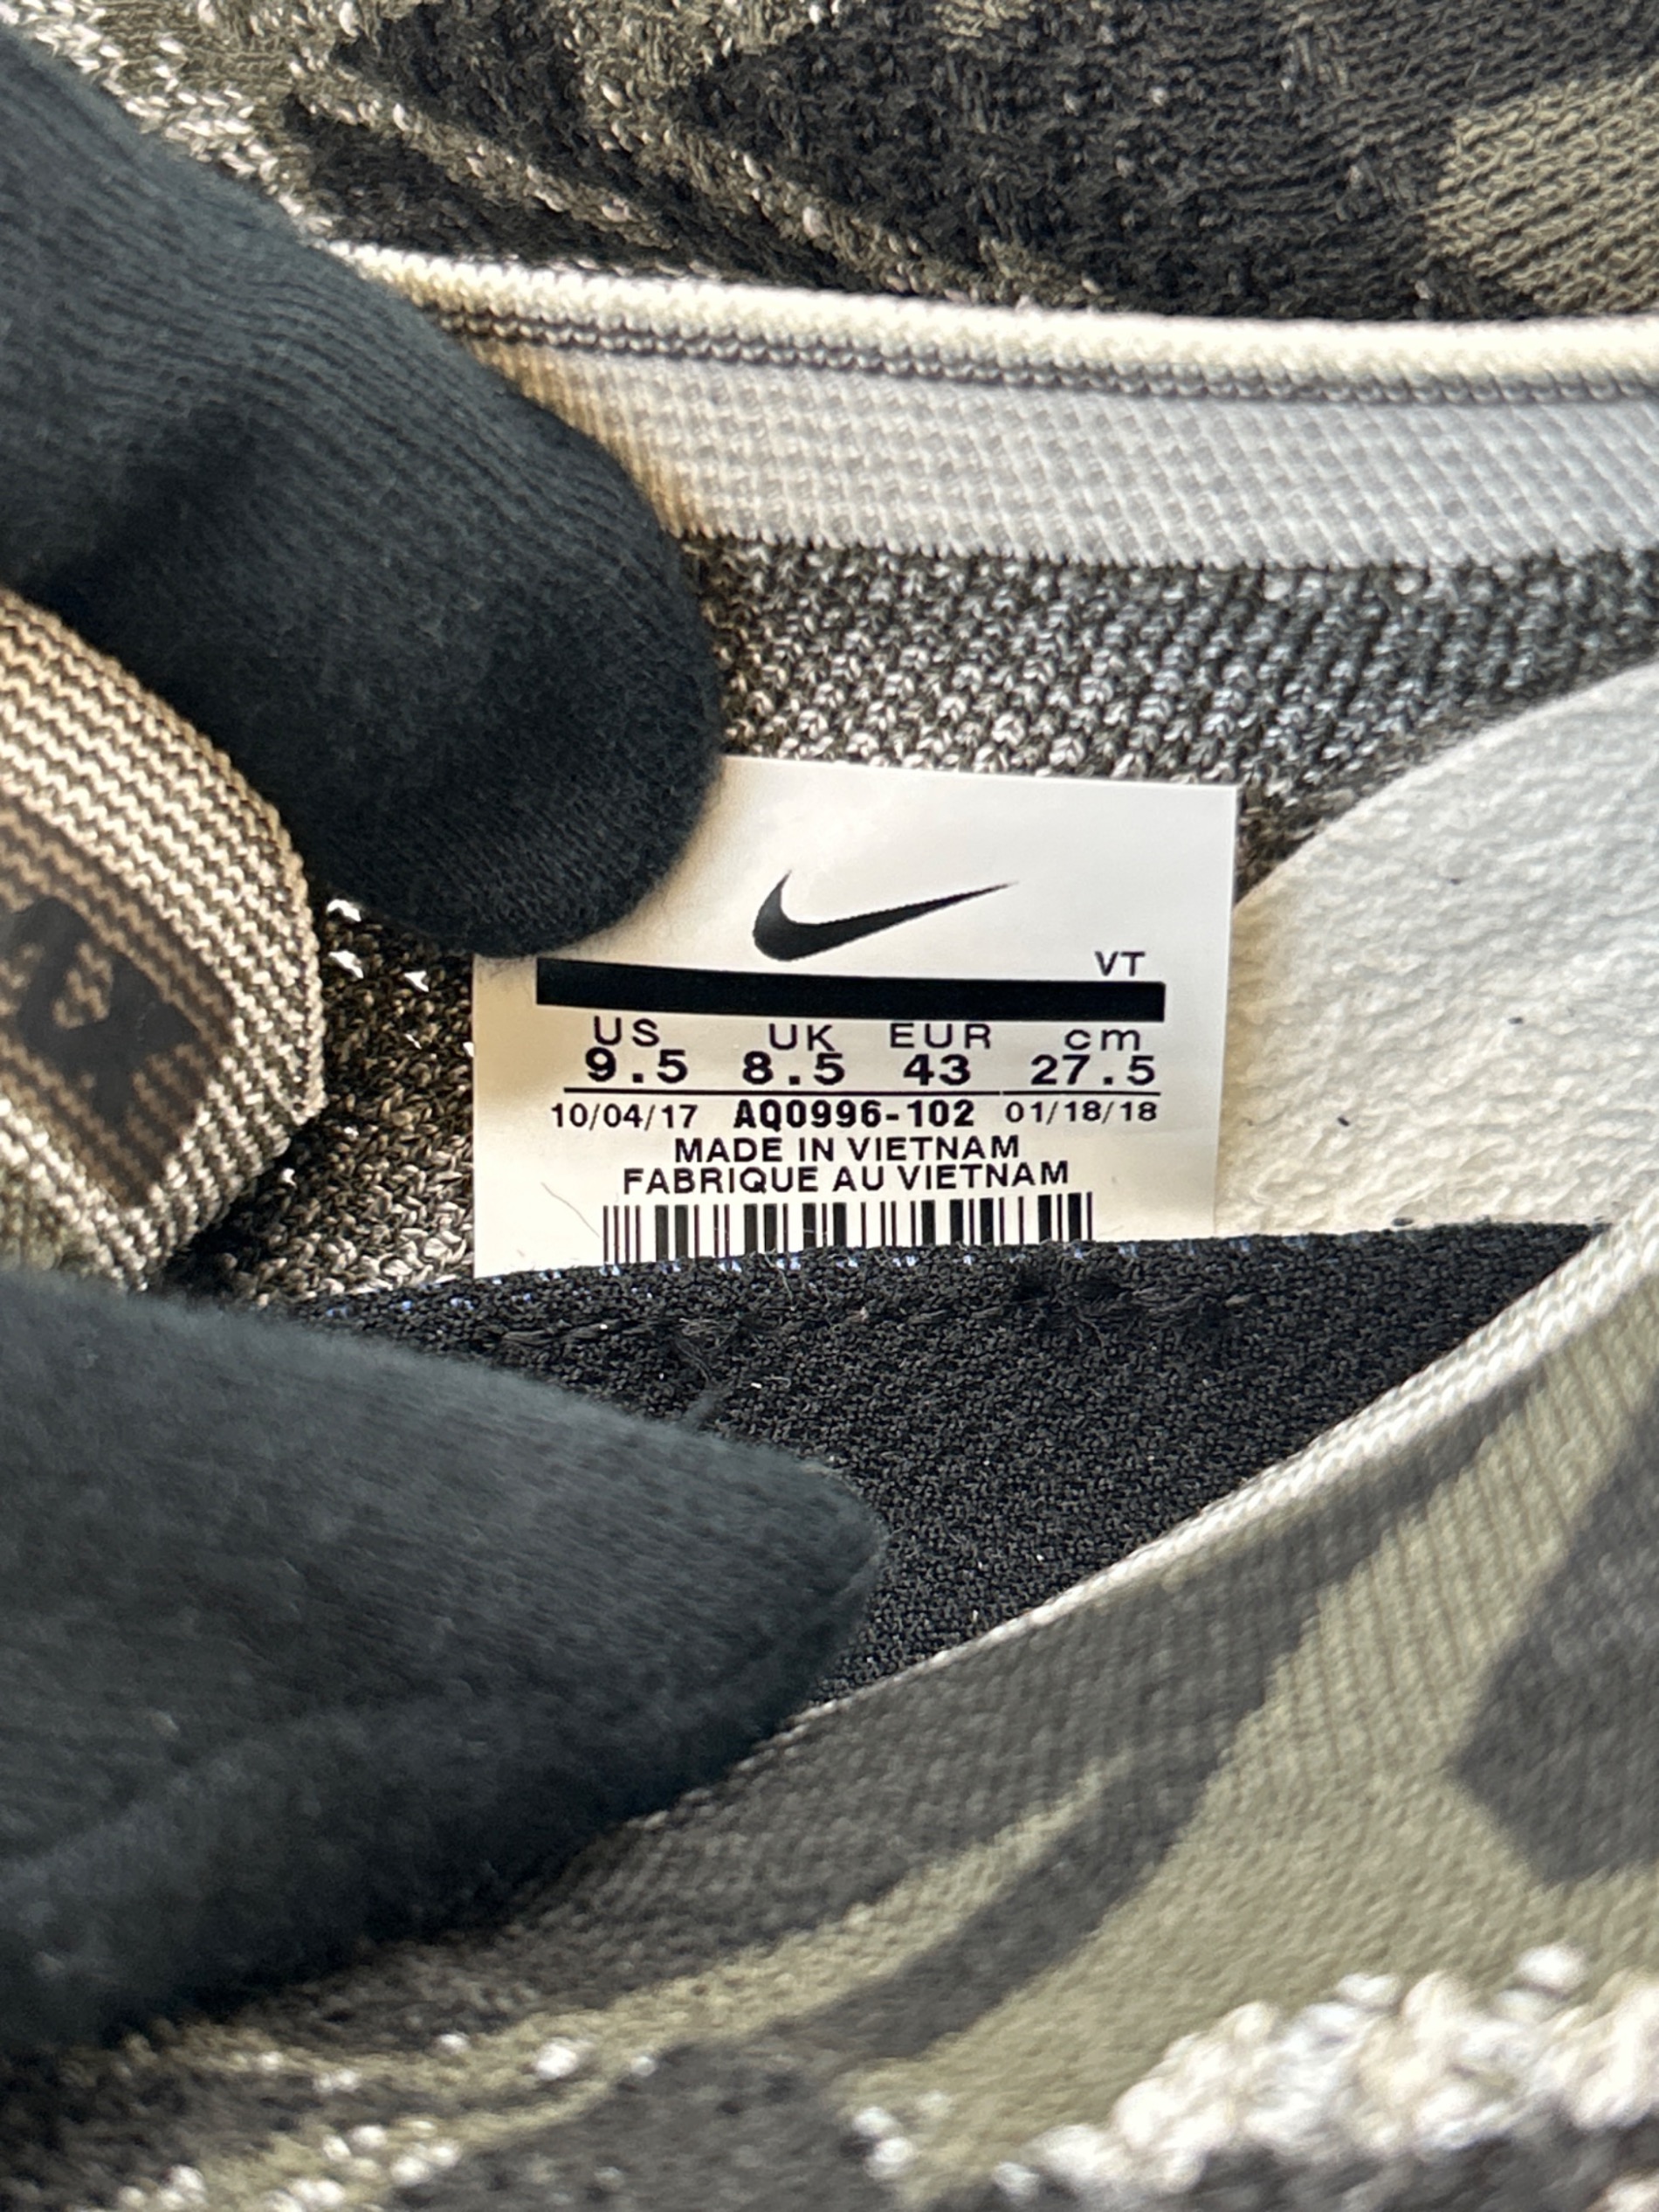 VT
US UK EUR cm
9.5 8.5 43 27.5
10/04/17 AQ0996-102 01/18/18
MADE IN VIETNAM
FABRIQUE AU VIETNAM